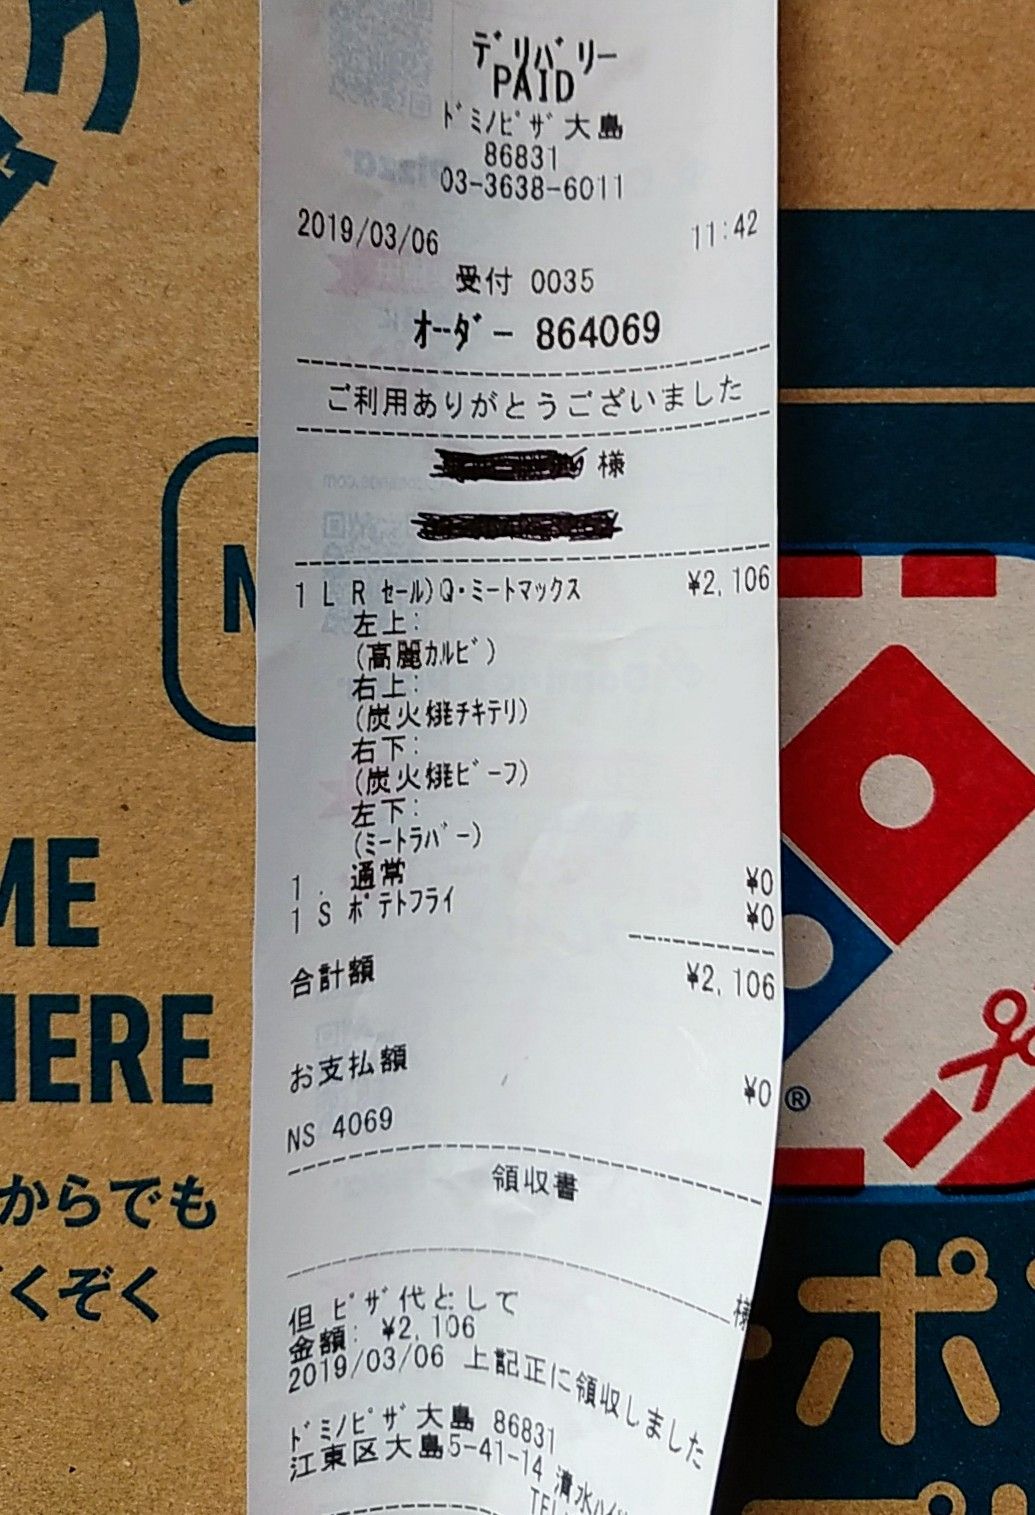 デリバリー
PAID
ドミノピザ 大島
86831
03-3638-6011
2019/03/06 11:42
受付 0035
オーダー 864069
ご利用ありがとうございました
様
1 L R セール)Q・ミートマックス ¥2,106
左上:
(高麗カルビ)
右上:
(炭火焼チキテリ)
右下:
(炭火焼ビーフ)
左下:
(ミートラバー)
1 . 通常 ¥0
1 S ポテトフライ ¥0
合計額 ¥2,106
お支払額 ¥0
NS 4069
領収書
様
但 ピザ代として
金額: ¥2,106
2019/03/06 上記正に領収しました
ドミノピザ 大島 86831
江東区大島5-41-14 清水ハイ
TEL
N
ME
HERE
からでも
ぞくぞく
®
ポ